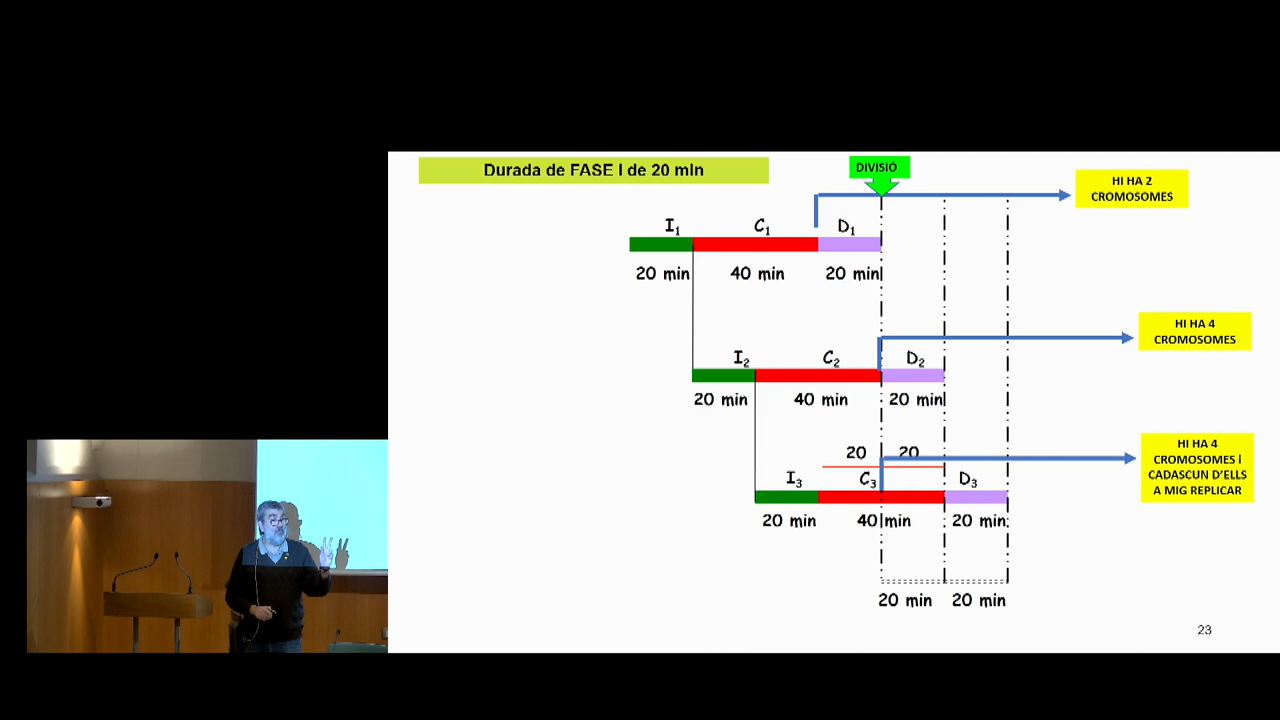 Durada de FASE I de 20 min
DIVISIÓ
HI HA 2
CROMOSOMES
I₁ C₁ D₁
20 min 40 min 20 min
HI HA 4
CROMOSOMES
I₂ C₂ D₂
20 min 40 min 20 min
20 20
HI HA 4
CROMOSOMES i
CADASCUN D'ELLS
A MIG REPLICAR
I₃ C₃ D₃
20 min 40 min 20 min
20 min 20 min
23